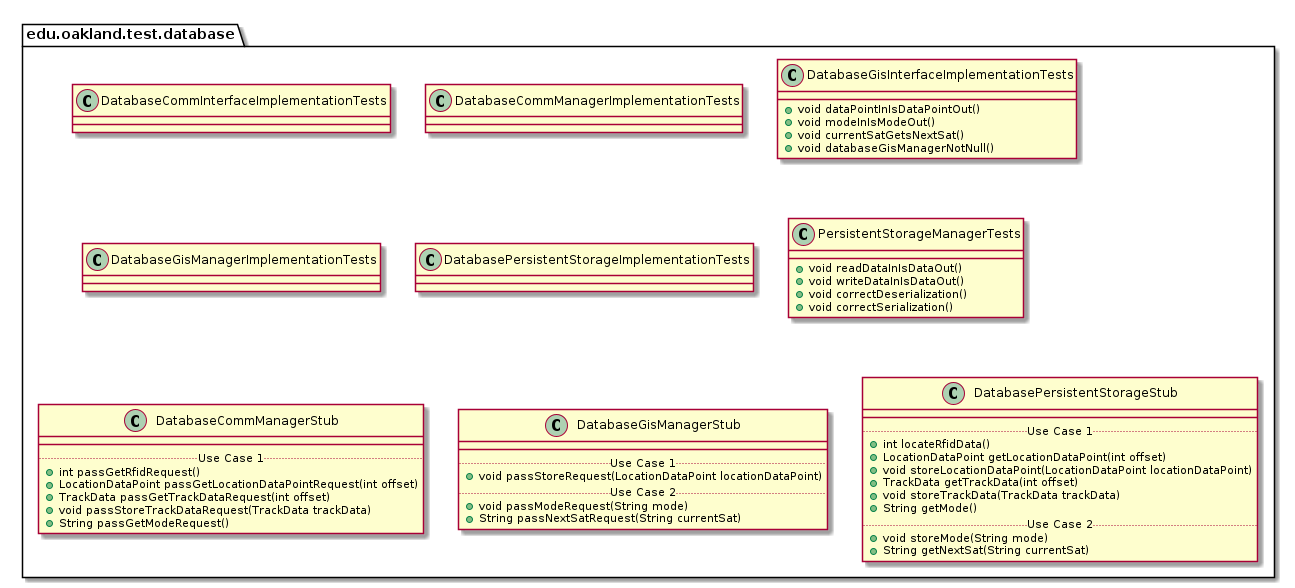 edu.oakland.test.database
C DatabaseCommInterfaceImplementationTests
C DatabaseCommManagerImplementationTests
C DatabaseGisInterfaceImplementationTests
void dataPointInIsDataPointOut()
void modeInIsModeOut()
void currentSatGetsNextSat()
void databaseGisManagerNotNull()
C DatabaseGisManagerImplementationTests
C DatabasePersistentStorageImplementationTests
C PersistentStorageManagerTests
void readDataInIsDataOut()
void writeDataInIsDataOut()
void correctDeserialization()
void correctSerialization()
C DatabaseCommManagerStub
Use Case 1
int passGetRfidRequest()
LocationDataPoint passGetLocationDataPointRequest(int offset)
TrackData passGetTrackDataRequest(int offset)
void passStoreTrackDataRequest(TrackData trackData)
String passGetModeRequest()
C DatabaseGisManagerStub
Use Case 1
void passStoreRequest(LocationDataPoint locationDataPoint)
Use Case 2
void passModeRequest(String mode)
String passNextSatRequest(String currentSat)
C DatabasePersistentStorageStub
Use Case 1
int locateRfidData()
LocationDataPoint getLocationDataPoint(int offset)
void storeLocationDataPoint(LocationDataPoint locationDataPoint)
TrackData getTrackData(int offset)
void storeTrackData(TrackData trackData)
String getMode()
Use Case 2
void storeMode(String mode)
String getNextSat(String currentSat)